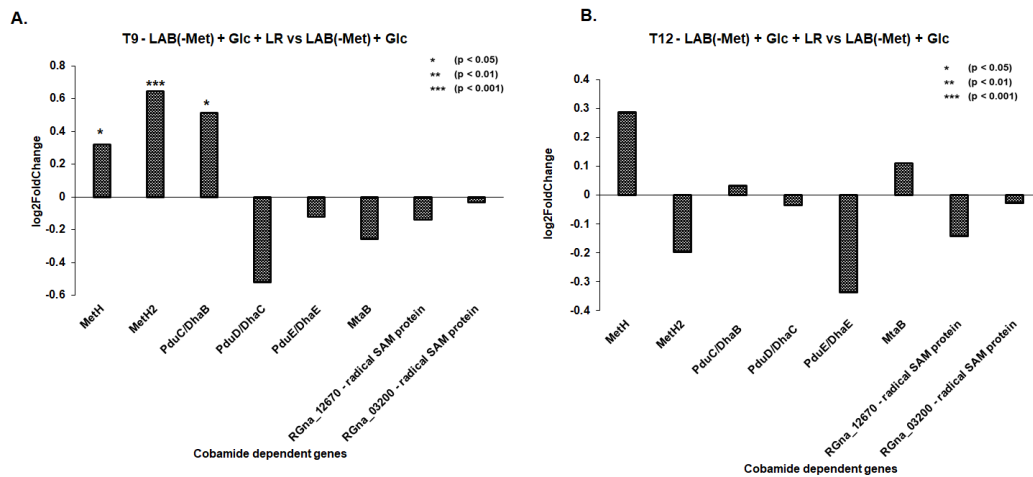 A.
T9 - LAB(-Met) + Glc + LR vs LAB(-Met) + Glc
* (p < 0.05)
** (p < 0.01)
*** (p < 0.001)
log2FoldChange
0.8
0.6
0.4
0.2
0
-0.2
-0.4
-0.6
*
***
*
MetH
MetH2
PduC/DhaB
PduD/DhaC
PduE/DhaE
MtaB
RGna_12670 - radical SAM protein
RGna_03200 - radical SAM protein
Cobamide dependent genes
B.
T12 - LAB(-Met) + Glc + LR vs LAB(-Met) + Glc
* (p < 0.05)
** (p < 0.01)
*** (p < 0.001)
log2FoldChange
0.4
0.3
0.2
0.1
0
-0.1
-0.2
-0.3
-0.4
MetH
MetH2
PduC/DhaB
PduD/DhaC
PduE/DhaE
MtaB
RGna_12670 - radical SAM protein
RGna_03200 - radical SAM protein
Cobamide dependent genes